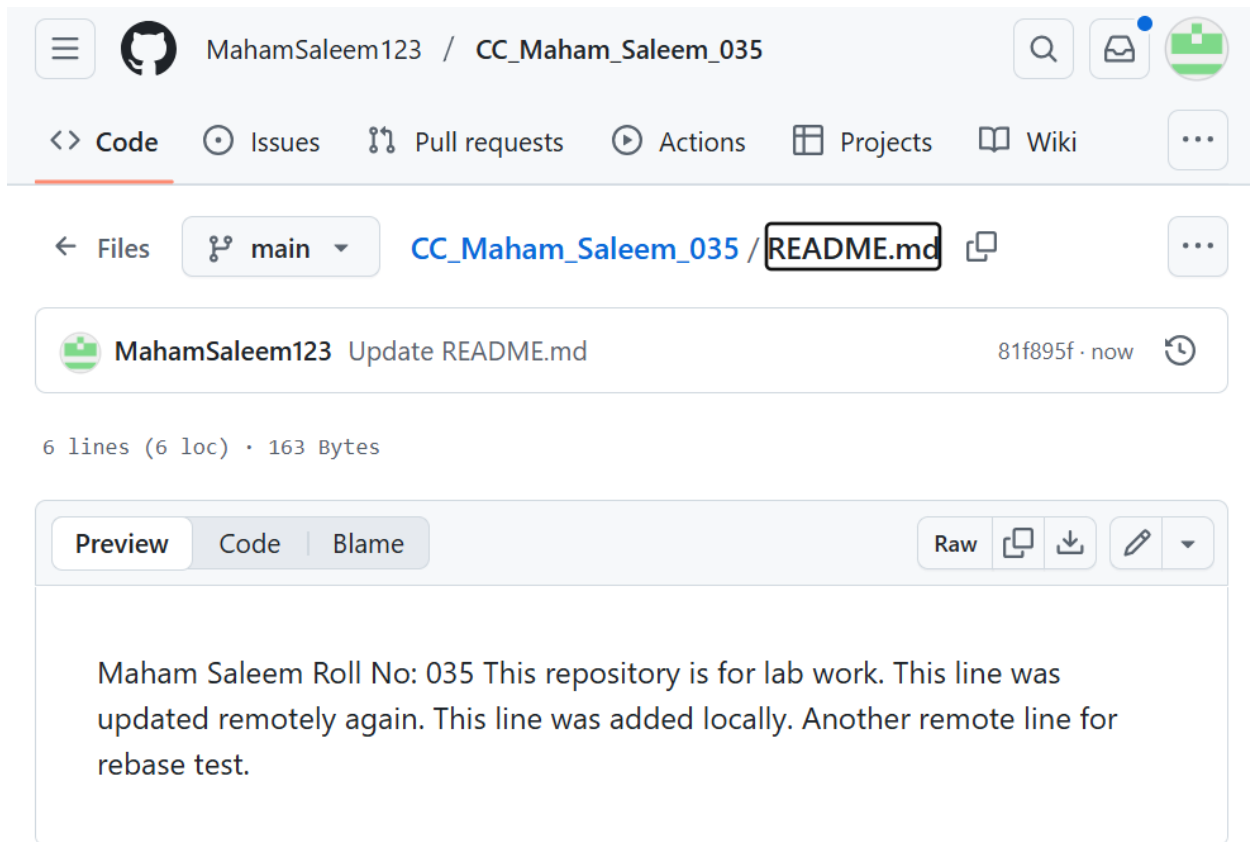 MahamSaleem123 / CC_Maham_Saleem_035
Code Issues Pull requests Actions Projects Wiki
Files main CC_Maham_Saleem_035 / README.md
MahamSaleem123 Update README.md 81f895f · now
6 lines (6 loc) · 163 Bytes
Preview Code Blame Raw
Maham Saleem Roll No: 035 This repository is for lab work. This line was
updated remotely again. This line was added locally. Another remote line for
rebase test.